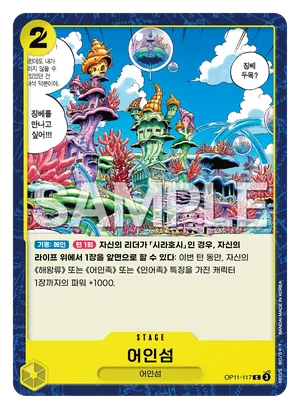 2
징베
두목?
징베를
만나고
싶어!!!
SAMPLE
기동: 메인 턴 1회 자신의 리더가 「시라호시」인 경우, 자신의
라이프 위에서 1장을 앞면으로 할 수 있다: 이번 턴 동안, 자신의
《해왕류》 또는 《어인족》 또는 《인어족》 특징을 가진 캐릭터
1장까지의 파워 +1000.
STAGE
어인섬
어인섬
OP11-117 C 3
BANDAI MADE IN KOREA